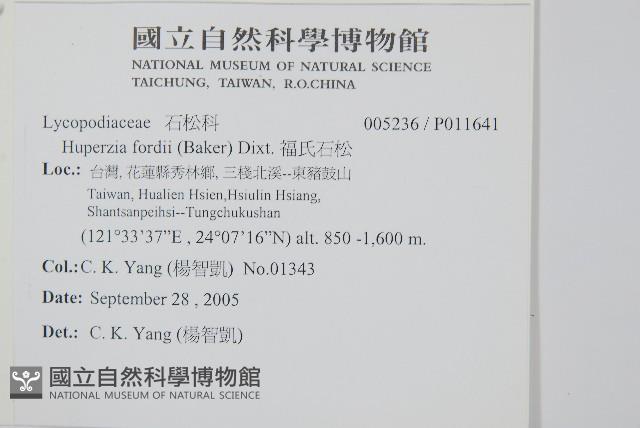 國立自然科學博物館
NATIONAL MUSEUM OF NATURAL SCIENCE
TAICHUNG, TAIWAN, R.O.CHINA
Lycopodiaceae 石松科 005236 / P011641
Huperzia fordii (Baker) Dixt. 福氏石松
Loc.: 台灣, 花蓮縣秀林鄉, 三棧北溪--東豬鼓山
Taiwan, Hualien Hsien,Hsiulin Hsiang,
Shantsanpeihsi--Tungchukushan
(121°33'37”E , 24°07'16”N) alt. 850 -1,600 m.
Col.:C. K. Yang (楊智凱) No.01343
Date: September 28 , 2005
Det.: C. K. Yang (楊智凱)
國立自然科學博物館
NATIONAL MUSEUM OF NATURAL SCIENCE